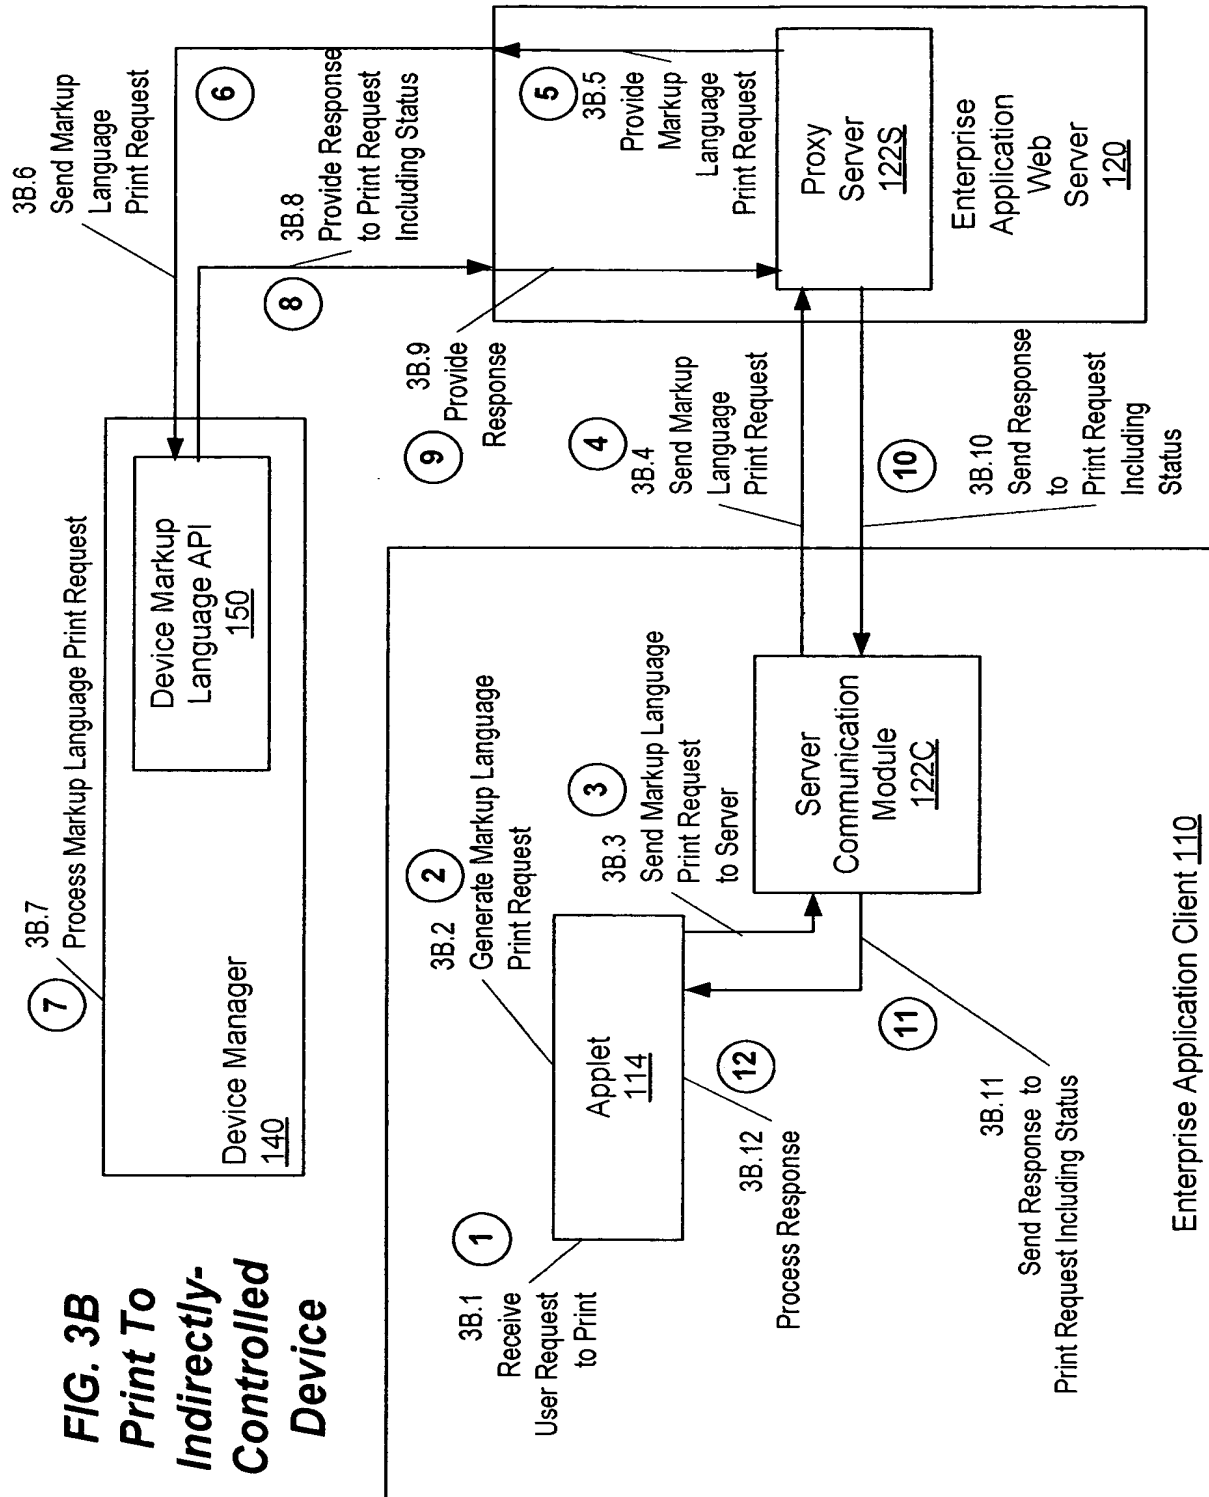 FIG. 3B
Print To
Indirectly-
Controlled
Device
7
3B.7
Process Markup Language Print Request
Device Manager
140
Device Markup
Language API
150
3B.6
Send Markup
Language
Print Request
6
3B.8
Provide Response
to Print Request
Including Status
8
5
3B.5
Provide
Markup
Language
Print Request
3B.9
Provide
Response
9
Proxy
Server
122S
Enterprise
Application
Web
Server
120
4
3B.4
Send Markup
Language
Print Request
10
3B.10
Send Response
to
Print Request
Including
Status
1
3B.1
Receive
User Request
to Print
2
3B.2
Generate Markup Language
Print Request
3
3B.3
Send Markup Language
Print Request
to Server
Applet
114
Server
Communication
Module
122C
12
3B.12
Process Response
11
3B.11
Send Response to
Print Request Including Status
Enterprise Application Client 110